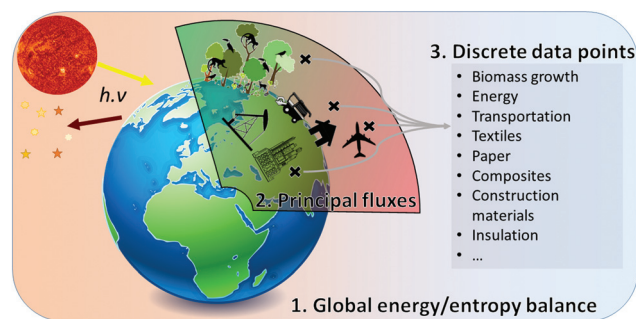 3. Discrete data points
• Biomass growth
• Energy
• Transportation
• Textiles
• Paper
• Composites
• Construction
materials
• Insulation
• ...
h.v
2. Principal fluxes
1. Global energy/entropy balance